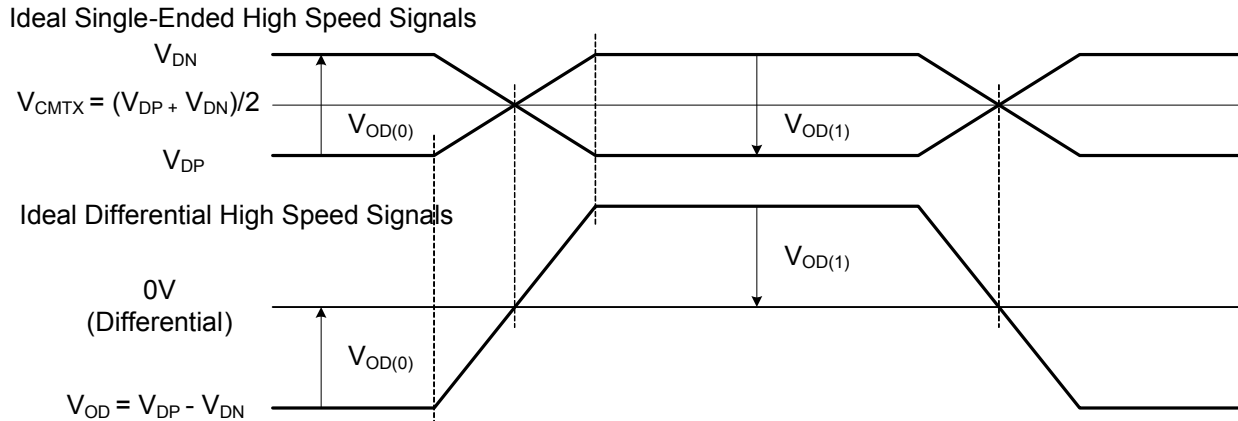 Ideal Single-Ended High Speed Signals
V_DN
V_CMTX = (V_DP + V_DN)/2
V_OD(0)
V_OD(1)
V_DP
Ideal Differential High Speed Signals
V_OD(1)
0V
(Differential)
V_OD(0)
V_OD = V_DP - V_DN